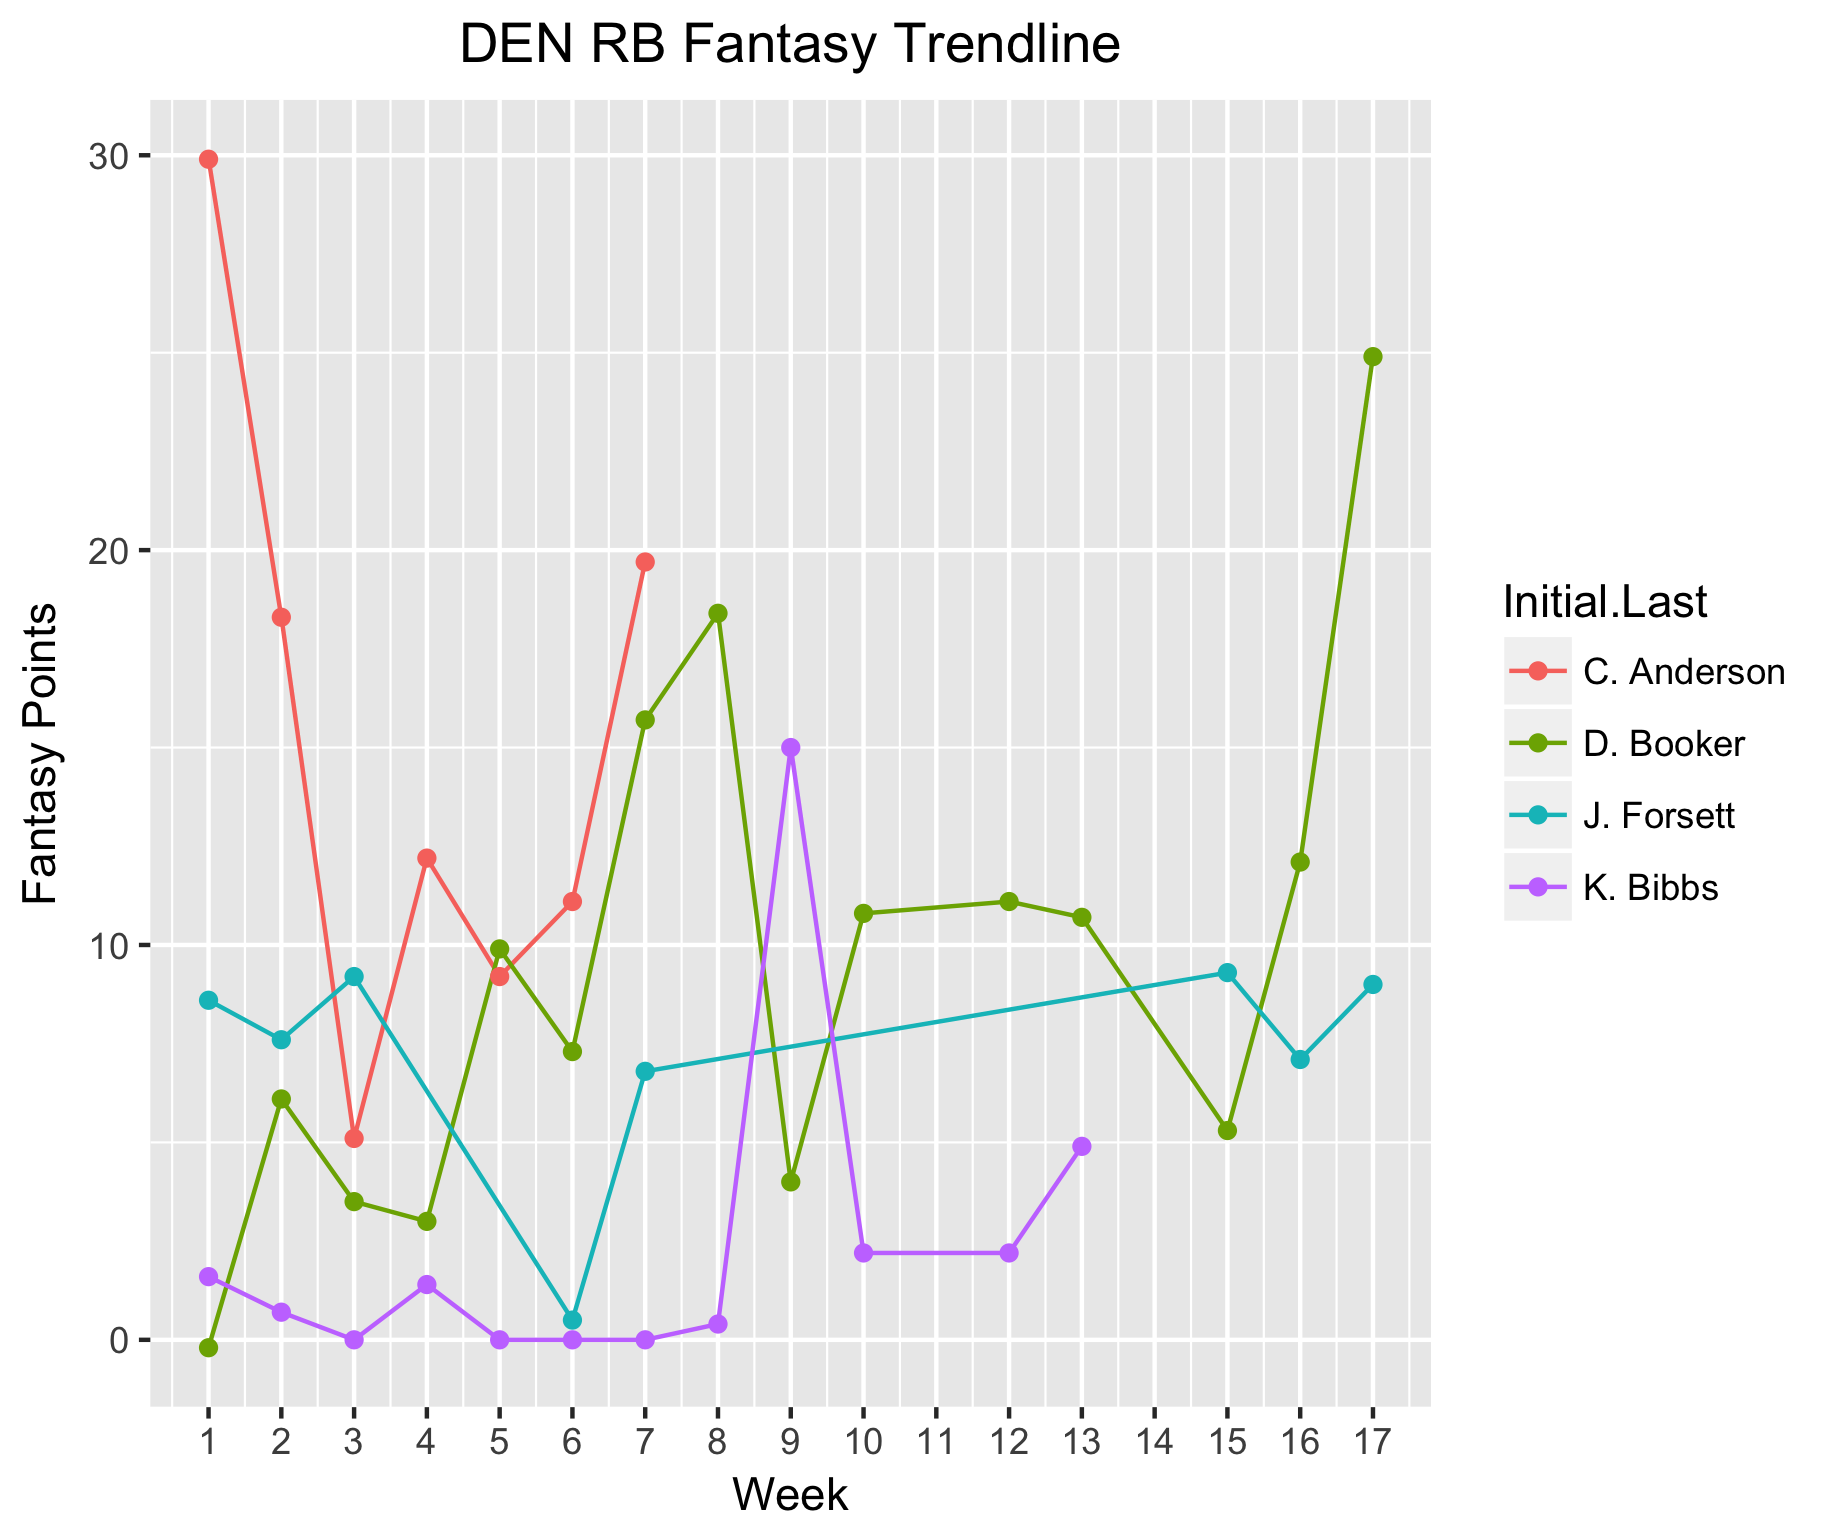 DEN RB Fantasy Trendline
30
20
10
0
Fantasy Points
1 2 3 4 5 6 7 8 9 10 11 12 13 14 15 16 17
Week
Initial.Last
C. Anderson
D. Booker
J. Forsett
K. Bibbs